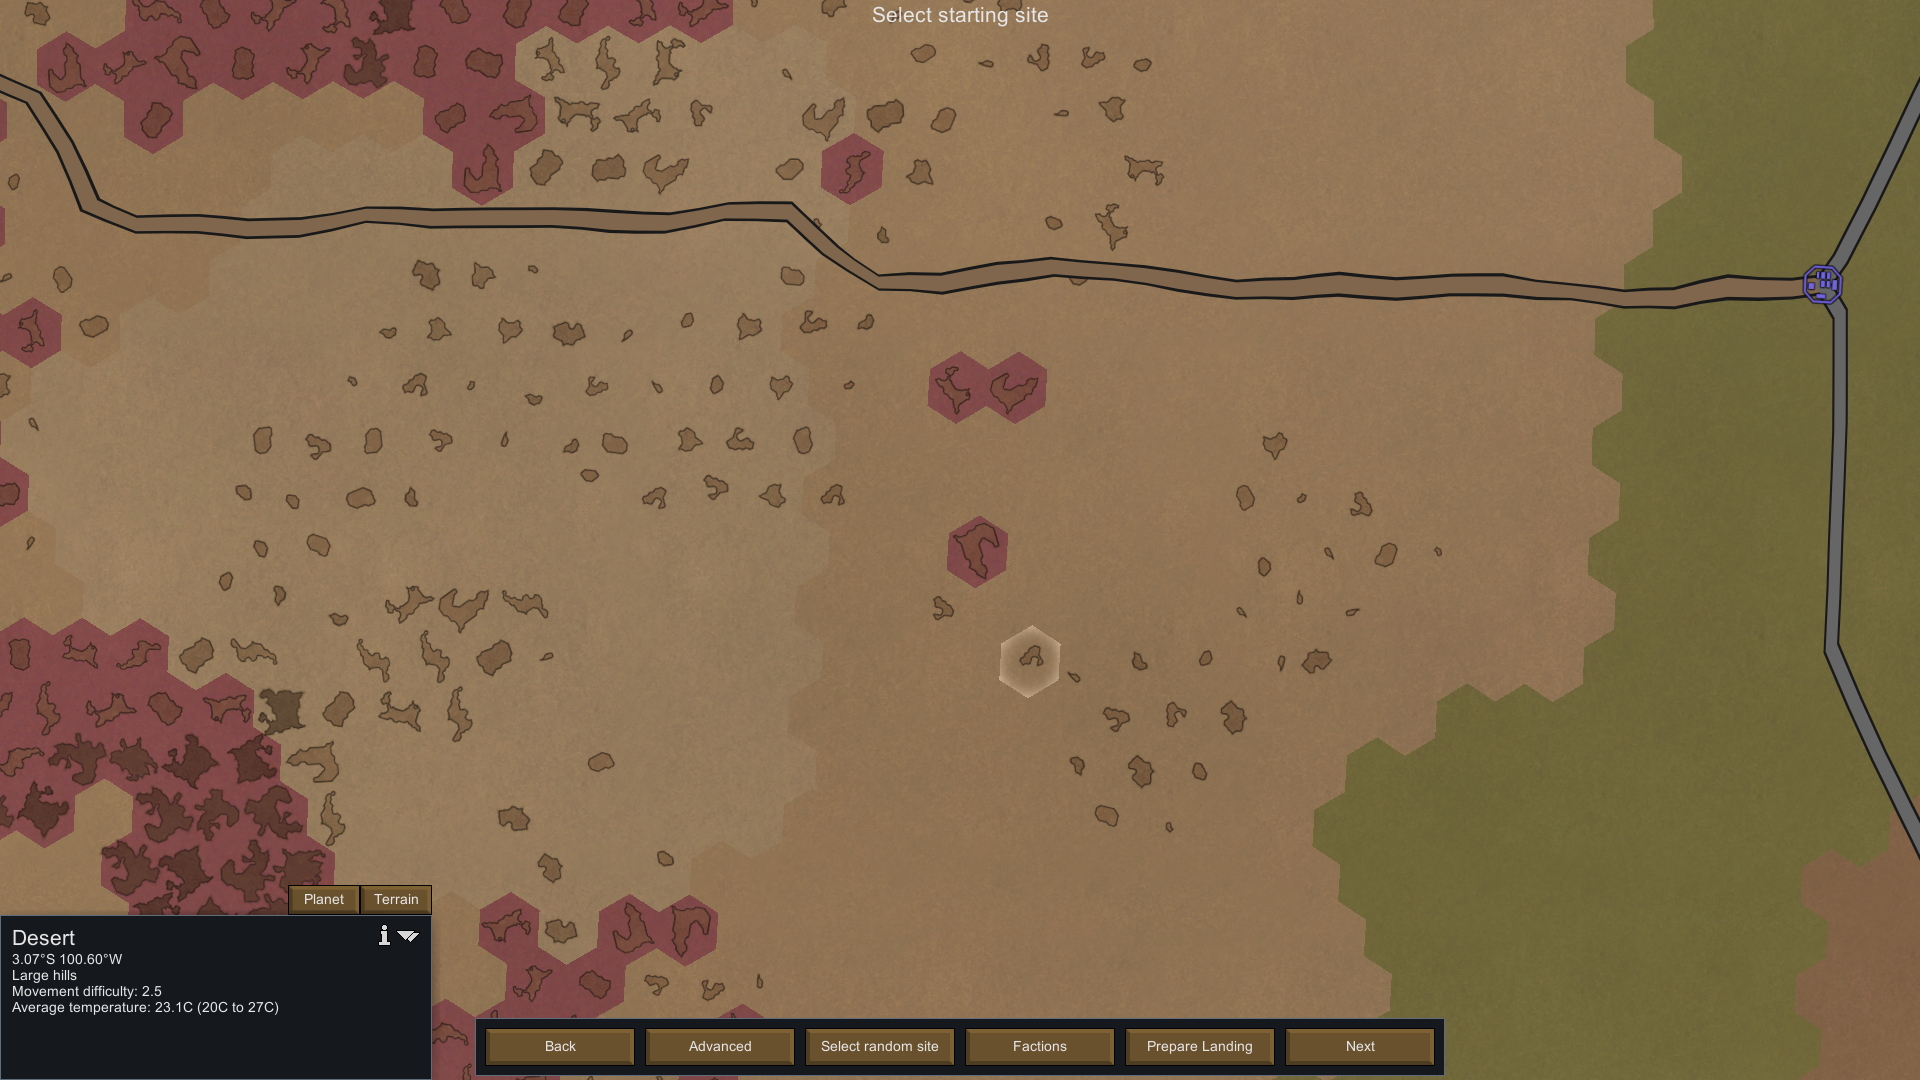 Select starting site
Planet
Terrain
Desert
3.07°S 100.60°W
Large hills
Movement difficulty: 2.5
Average temperature: 23.1C (20C to 27C)
Back
Advanced
Select random site
Factions
Prepare Landing
Next